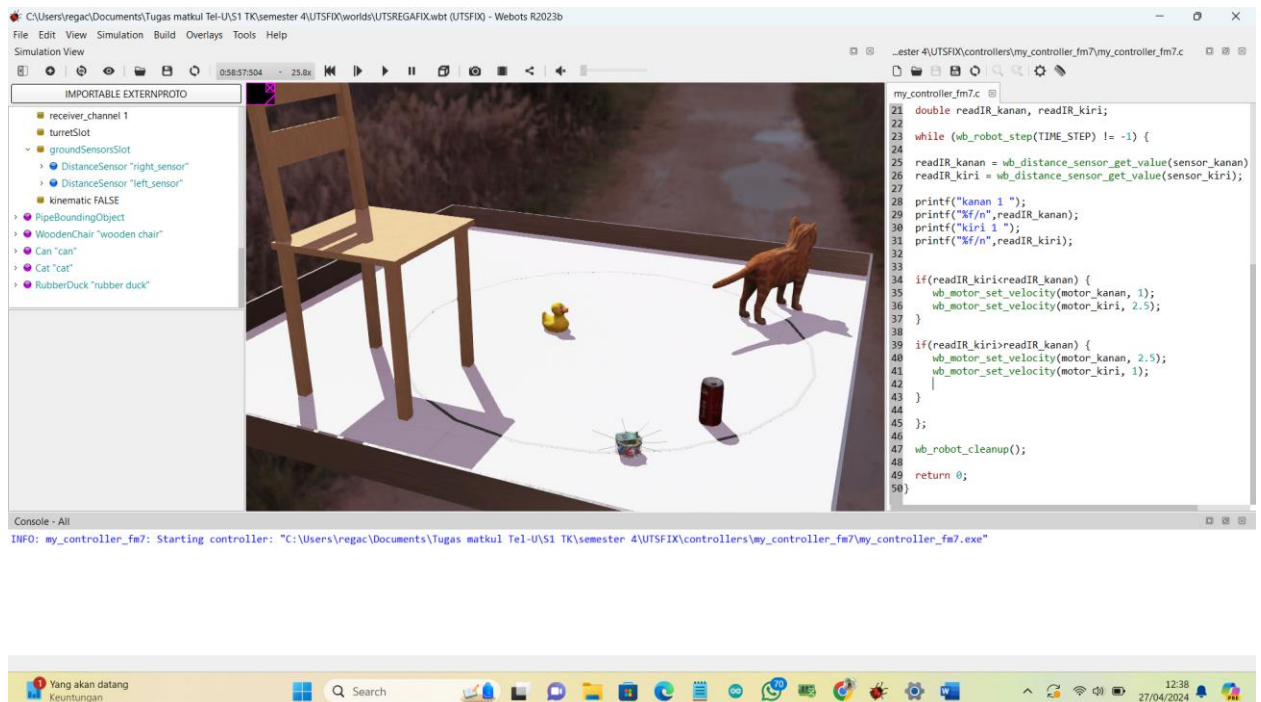 C:\Users\regac\Documents\Tugas matkul Tel-U\S1 TK\semester 4\UTSFIX\worlds\UTSREGAFIX.wbt (UTSFIX) - Webots R2023b
File Edit View Simulation Build Overlays Tools Help
Simulation View
0:58:57:504 - 25.8x
IMPORTABLE EXTERNPROTO
receiver_channel 1
turretSlot
groundSensorsSlot
DistanceSensor "right_sensor"
DistanceSensor "left_sensor"
kinematic FALSE
PipeBoundingObject
WoodenChair "wooden chair"
Can "can"
Cat "cat"
RubberDuck "rubber duck"
...ester 4\UTSFIX\controllers\my_controller_fm7\my_controller_fm7.c
my_controller_fm7.c
21 double readIR_kanan, readIR_kiri;
22
23 while (wb_robot_step(TIME_STEP) != -1) {
24
25 readIR_kanan = wb_distance_sensor_get_value(sensor_kanan)
26 readIR_kiri = wb_distance_sensor_get_value(sensor_kiri);
27
28 printf("kanan 1 ");
29 printf("%f/n",readIR_kanan);
30 printf("kiri 1 ");
31 printf("%f/n",readIR_kiri);
32
33
34 if(readIR_kiri<readIR_kanan) {
35 wb_motor_set_velocity(motor_kanan, 1);
36 wb_motor_set_velocity(motor_kiri, 2.5);
37 }
38
39 if(readIR_kiri>readIR_kanan) {
40 wb_motor_set_velocity(motor_kanan, 2.5);
41 wb_motor_set_velocity(motor_kiri, 1);
42
43 }
44
45 };
46
47 wb_robot_cleanup();
48
49 return 0;
50 }
Console - All
INFO: my_controller_fm7: Starting controller: "C:\Users\regac\Documents\Tugas matkul Tel-U\S1 TK\semester 4\UTSFIX\controllers\my_controller_fm7\my_controller_fm7.exe"
1
Yang akan datang
Keuntungan
Search
70
12:38
27/04/2024
PRE